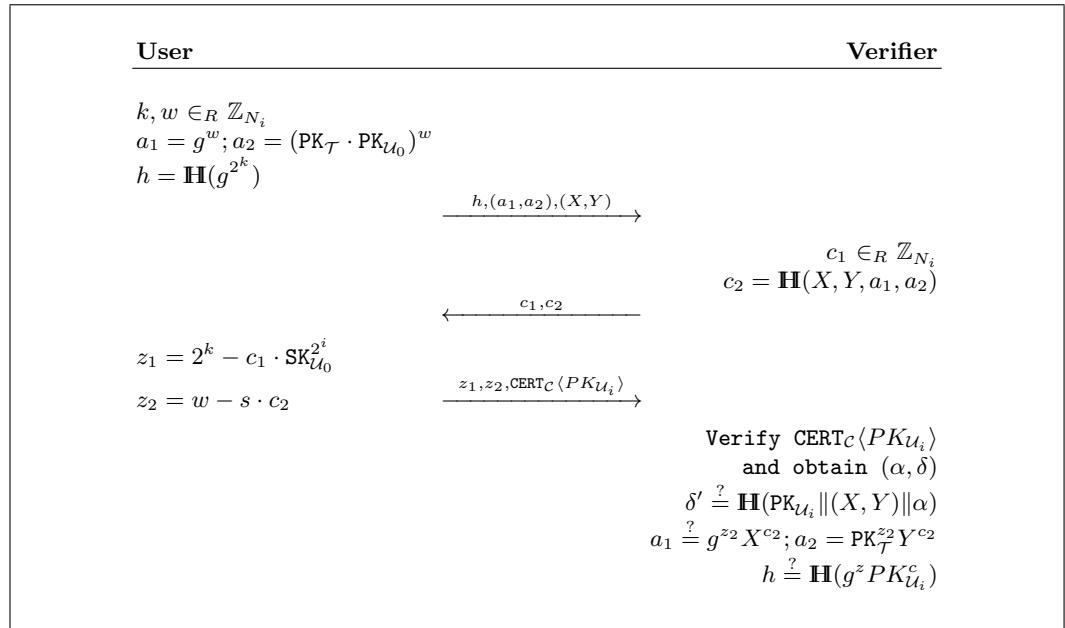 User Verifier
k, w ∈_R ℤ_{N_i}
a_1 = g^w; a_2 = (PK_𝒯 · PK_{𝒰_0})^w
h = ℍ(g^{2^k})
h,(a_1,a_2),(X,Y)
c_1 ∈_R ℤ_{N_i}
c_2 = ℍ(X, Y, a_1, a_2)
c_1,c_2
z_1 = 2^k − c_1 · SK_{𝒰_0}^{2^i}
z_2 = w − s · c_2 z_1,z_2,CERT_𝒞⟨PK_{𝒰_i}⟩
Verify CERT_𝒞⟨PK_{𝒰_i}⟩
and obtain (α, δ)
δ′ ≟ ℍ(PK_{𝒰_i}‖(X, Y)‖α)
a_1 ≟ g^{z_2}X^{c_2}; a_2 = PK_𝒯^{z_2}Y^{c_2}
h ≟ ℍ(g^z PK_{𝒰_i}^c)